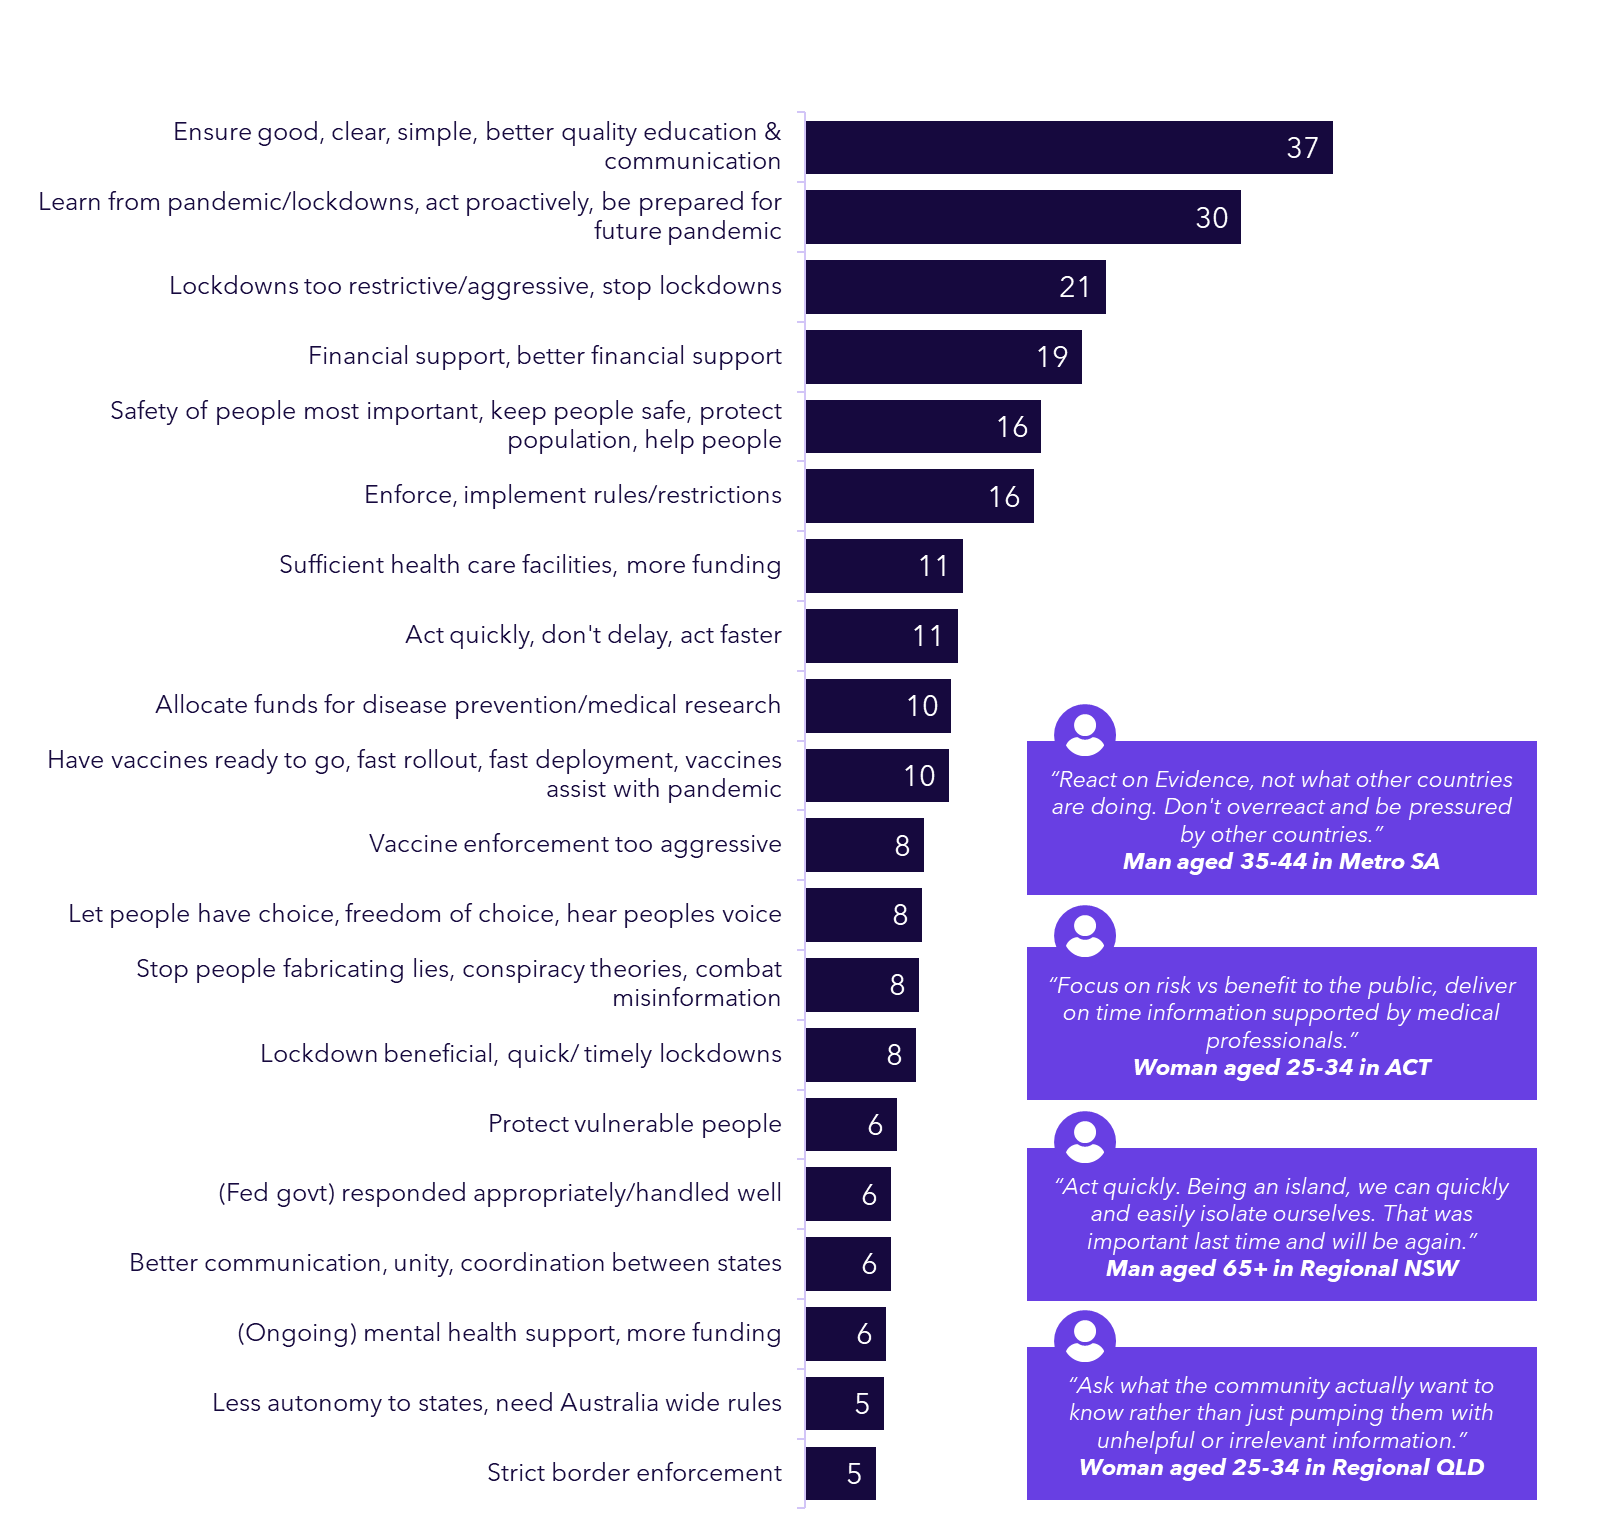 Ensure good, clear, simple, better quality education &
communication
37
Learn from pandemic/lockdowns, act proactively, be prepared for
future pandemic
30
Lockdowns too restrictive/aggressive, stop lockdowns
21
Financial support, better financial support
19
Safety of people most important, keep people safe, protect
population, help people
16
Enforce, implement rules/restrictions
16
Sufficient health care facilities, more funding
11
Act quickly, don't delay, act faster
11
Allocate funds for disease prevention/medical research
10
Have vaccines ready to go, fast rollout, fast deployment, vaccines
assist with pandemic
10
Vaccine enforcement too aggressive
8
Let people have choice, freedom of choice, hear peoples voice
8
Stop people fabricating lies, conspiracy theories, combat
misinformation
8
Lockdown beneficial, quick/ timely lockdowns
8
Protect vulnerable people
6
(Fed govt) responded appropriately/handled well
6
Better communication, unity, coordination between states
6
(Ongoing) mental health support, more funding
6
Less autonomy to states, need Australia wide rules
5
Strict border enforcement
5
“React on Evidence, not what other countries
are doing. Don't overreact and be pressured
by other countries.”
Man aged 35-44 in Metro SA
“Focus on risk vs benefit to the public, deliver
on time information supported by medical
professionals.”
Woman aged 25-34 in ACT
“Act quickly. Being an island, we can quickly
and easily isolate ourselves. That was
important last time and will be again.”
Man aged 65+ in Regional NSW
“Ask what the community actually want to
know rather than just pumping them with
unhelpful or irrelevant information.”
Woman aged 25-34 in Regional QLD